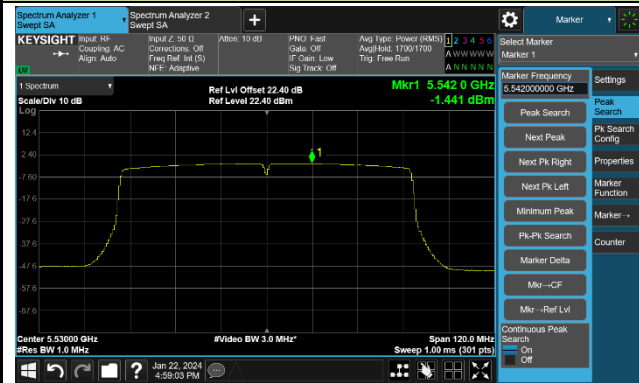 Spectrum Analyzer 1
Swept SA
Spectrum Analyzer 2
Swept SA
+
Marker
KEYSIGHT
Input: RF
Coupling: AC
Align: Auto
Input Z: 50 Ω
Corrections: Off
Freq Ref: Int (S)
NFE: Adaptive
Atten: 10 dB
PNO: Fast
Gate: Off
IF Gain: Low
Sig Track: Off
Avg Type: Power (RMS)
Avg|Hold: 1700/1700
Trig: Free Run
1 2 3 4 5 6
A W W W W W
A N N N N N
LXI
Select Marker
Marker 1
1 Spectrum
Scale/Div 10 dB
Log
Ref Lvl Offset 22.40 dB
Ref Level 22.40 dBm
Mkr1 5.542 0 GHz
-1.441 dBm
12.4
2.40
-7.60
-17.6
-27.6
-37.6
-47.6
-57.6
-67.6
1
Center 5.53000 GHz
#Res BW 1.0 MHz
#Video BW 3.0 MHz*
Span 120.0 MHz
Sweep 1.00 ms (301 pts)
Marker Frequency
5.542000000 GHz
Peak Search
Next Peak
Next Pk Right
Next Pk Left
Minimum Peak
Pk-Pk Search
Marker Delta
Mkr→CF
Mkr→Ref Lvl
Continuous Peak
Search
On
Off
Settings
Peak
Search
Pk Search
Config
Properties
Marker
Function
Marker→
Counter
?
Jan 22, 2024
4:59:03 PM